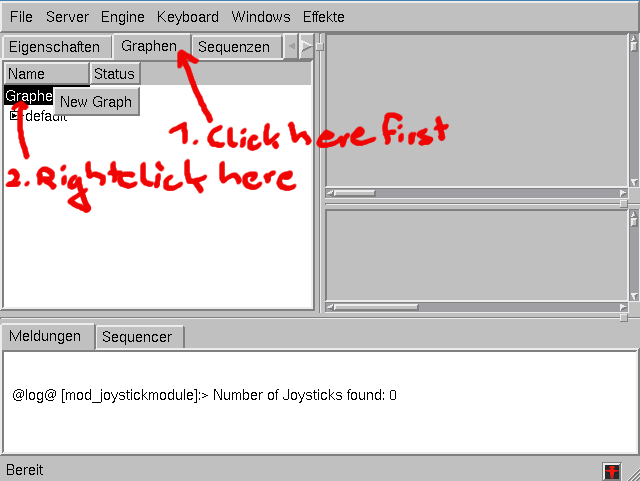 File Server Engine Keyboard Windows Effekte
Eigenschaften Graphen Sequenzen
Name Status
Graphe
New Graph
default
1. Click here first
2. Rightclick here
Meldungen Sequencer
@log@ [mod_joystickmodule]:> Number of Joysticks found: 0
Bereit